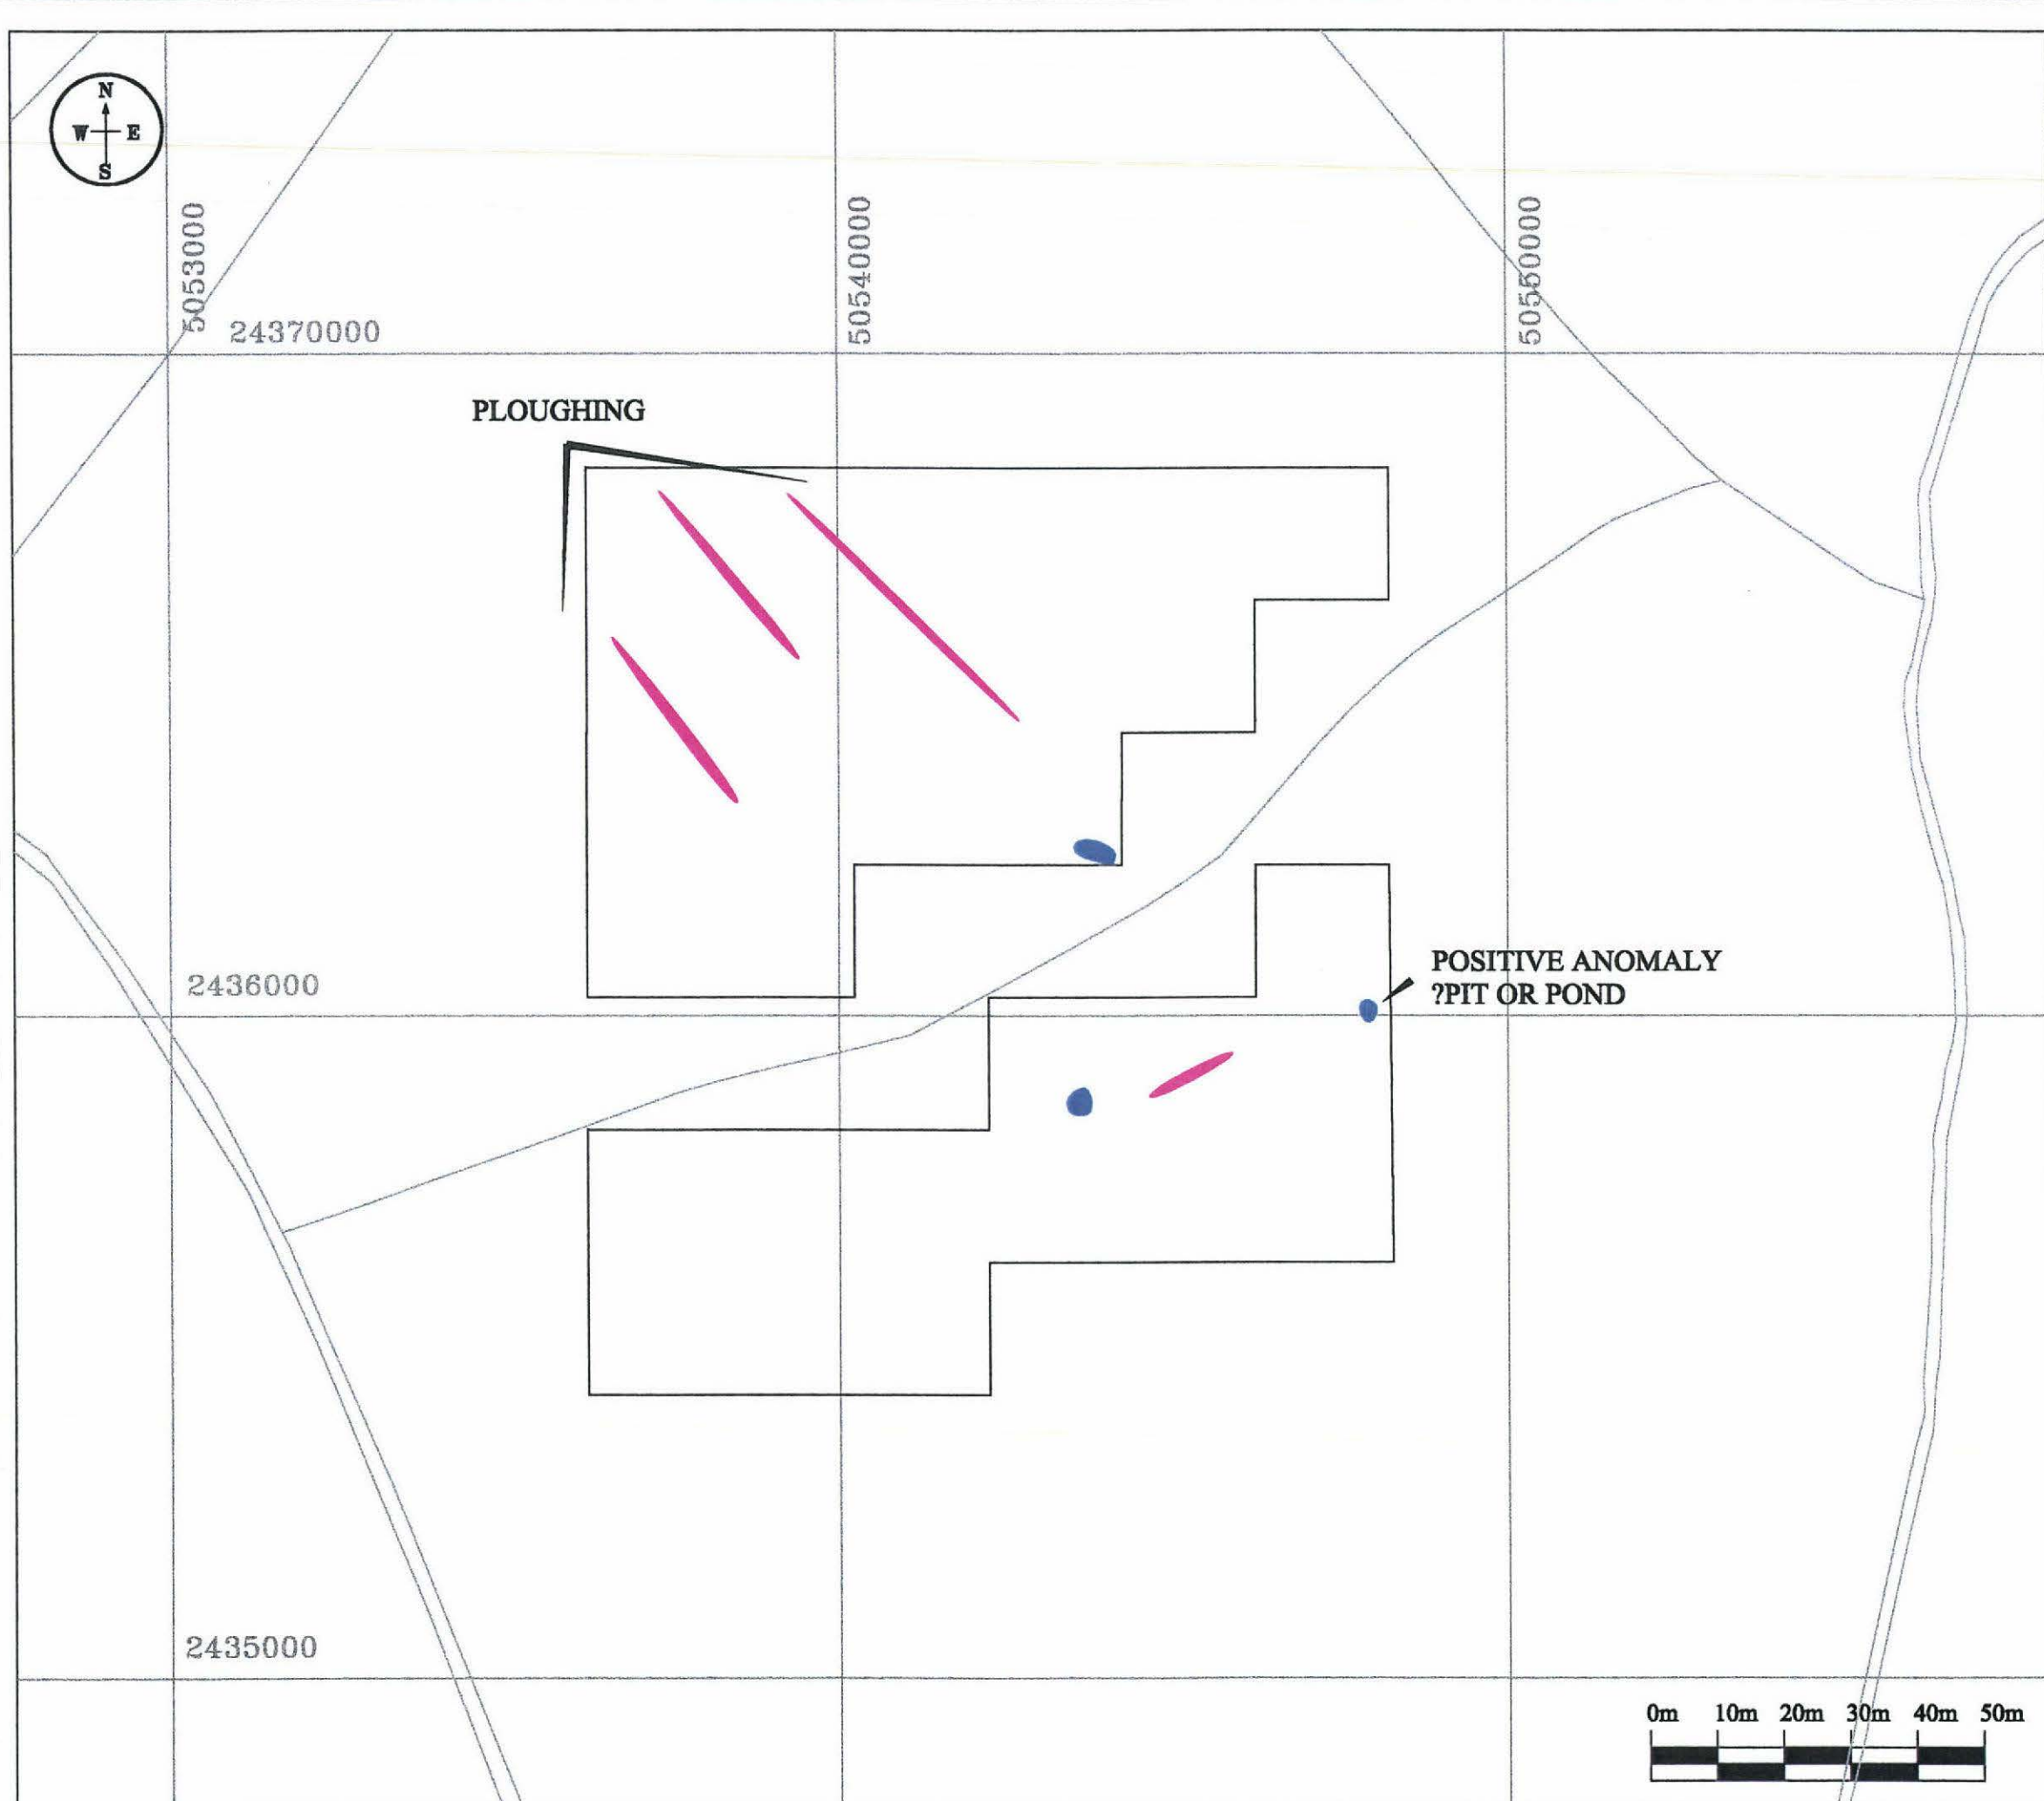 N
W E
S
5053000
50540000
50550000
24370000
PLOUGHING
2436000
POSITIVE ANOMALY
?PIT OR POND
2435000
0m 10m 20m 30m 40m 50m